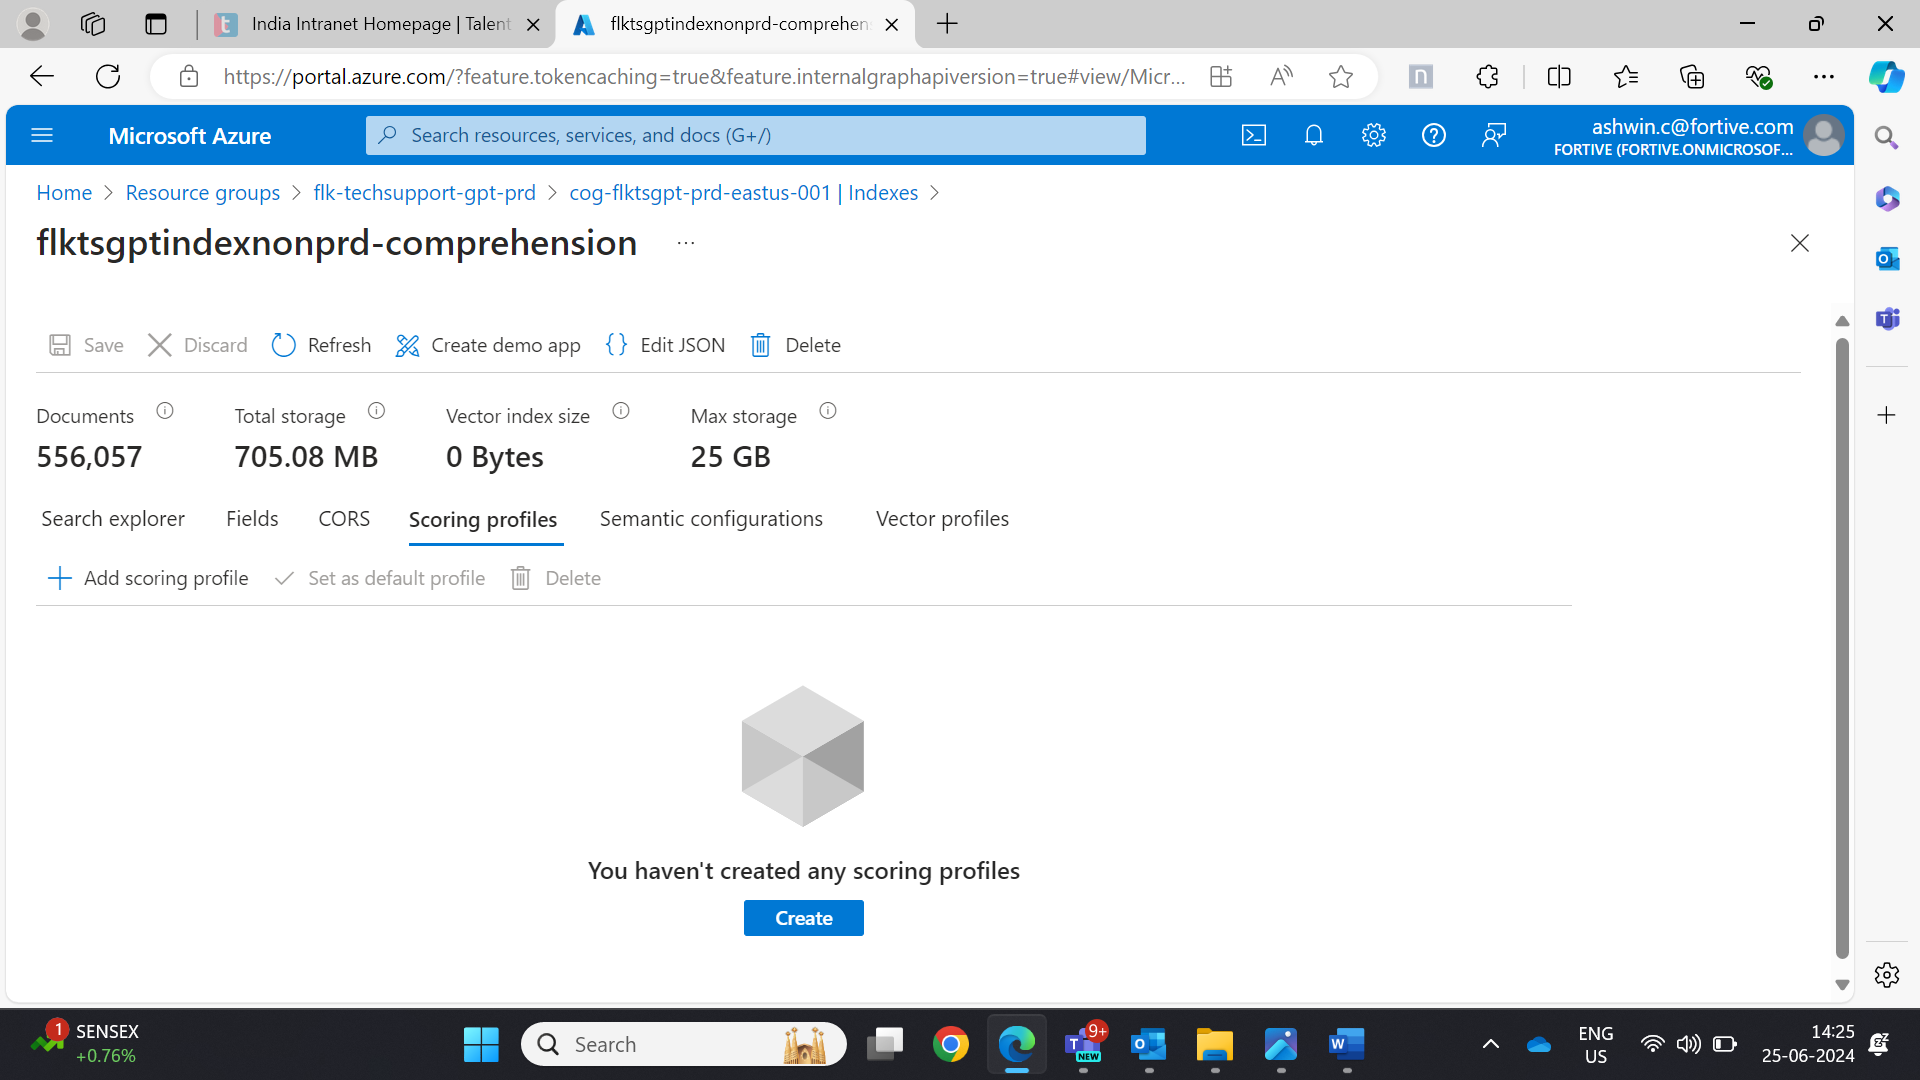 India Intranet Homepage | Talent
flktsgptindexnonprd-comprehen
https://portal.azure.com/?feature.tokencaching=true&feature.internalgraphapiversion=true#view/Micr...
Microsoft Azure
Search resources, services, and docs (G+/)
ashwin.c@fortive.com
FORTIVE (FORTIVE.ONMICROSOF...
Home > Resource groups > flk-techsupport-gpt-prd > cog-flktsgpt-prd-eastus-001 | Indexes >
flktsgptindexnonprd-comprehension ...
Save Discard Refresh Create demo app {} Edit JSON Delete
Documents Total storage Vector index size Max storage
556,057 705.08 MB 0 Bytes 25 GB
Search explorer Fields CORS Scoring profiles Semantic configurations Vector profiles
Add scoring profile Set as default profile Delete
You haven't created any scoring profiles
Create
1 SENSEX
+0.76%
Search
9+
NEW
ENG
US
14:25
25-06-2024